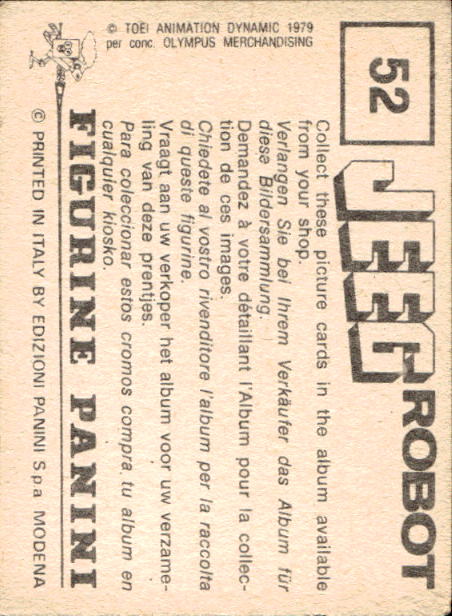 © TOEI ANIMATION DYNAMIC 1979
per conc. OLYMPUS MERCHANDISING
52
JEEG ROBOT
Collect these picture cards in the album available
from your shop.
Verlangen Sie bei Ihrem Verkäufer das Album für
diese Bildersammlung.
Demandez à votre détaillant l'Album pour la collec-
tion de ces images.
Chiedete al vostro rivenditore l'album per la raccolta
di queste figurine.
Vraagt aan uw verkoper het album voor uw verzame-
ling van deze prentjes.
Para coleccionar estos cromos compra tu album en
cualquier kiosko.
FIGURINE PANINI
© PRINTED IN ITALY BY EDIZIONI PANINI SpA MODENA